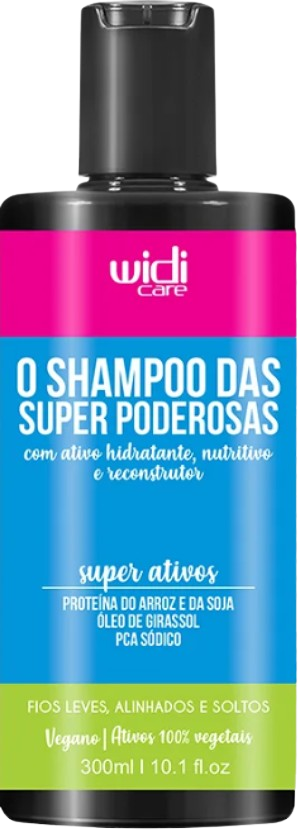 widi
care
O SHAMPOO DAS
SUPER PODEROSAS
com ativo hidratante, nutritivo
e reconstrutor
super ativos
PROTEÍNA DO ARROZ E DA SOJA
ÓLEO DE GIRASSOL
PCA SÓDICO
FIOS LEVES, ALINHADOS E SOLTOS
Vegano | Ativos 100% vegetais
300ml I 10.1 fl.oz